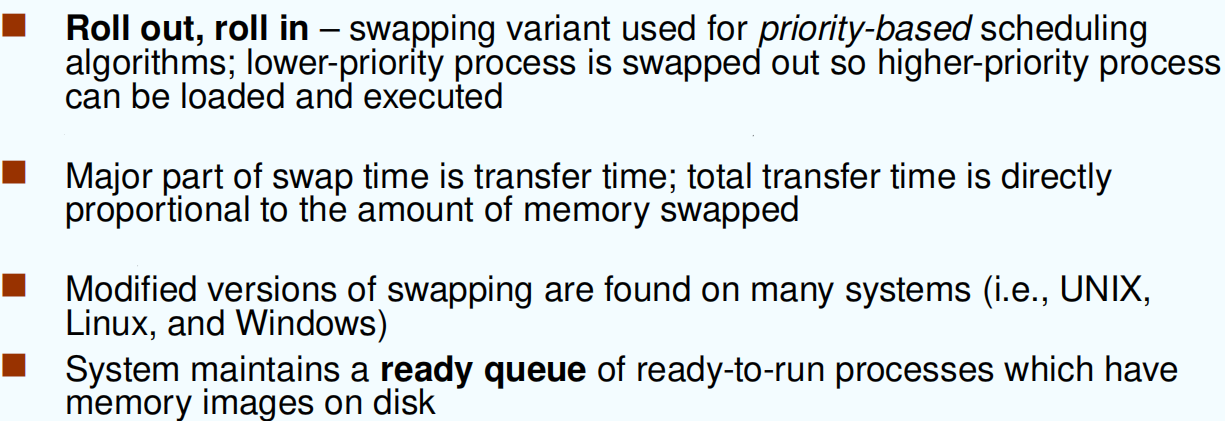 Roll out, roll in – swapping variant used for priority-based scheduling
algorithms; lower-priority process is swapped out so higher-priority process
can be loaded and executed
Major part of swap time is transfer time; total transfer time is directly
proportional to the amount of memory swapped
Modified versions of swapping are found on many systems (i.e., UNIX,
Linux, and Windows)
System maintains a ready queue of ready-to-run processes which have
memory images on disk